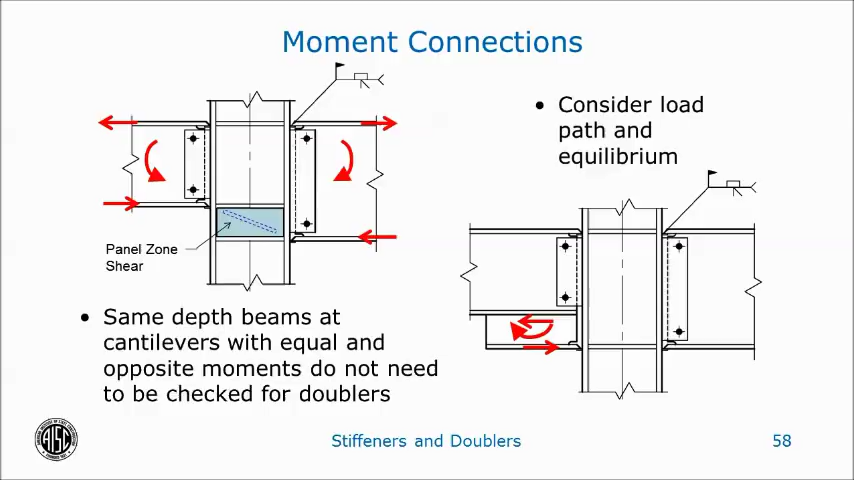 Moment Connections
• Consider load
path and
equilibrium
Panel Zone
Shear
• Same depth beams at
cantilevers with equal and
opposite moments do not need
to be checked for doublers
AISC
Stiffeners and Doublers
58